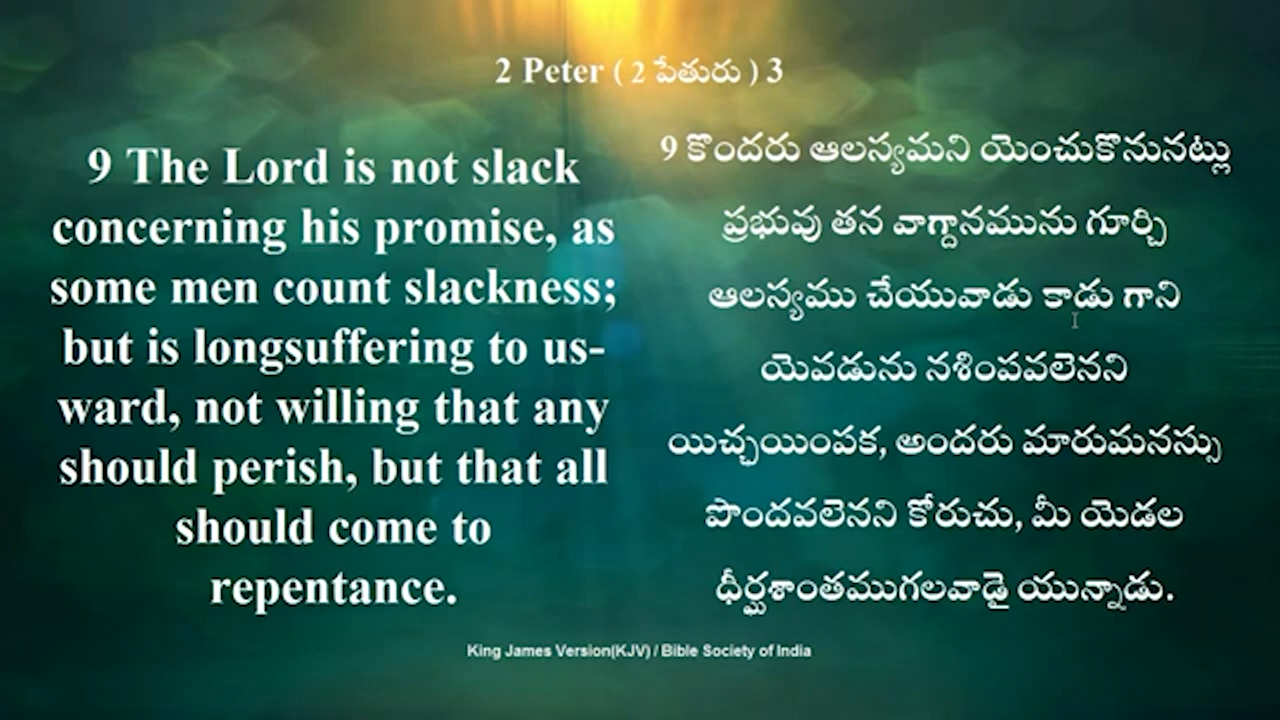 2 Peter ( 2 పేతురు ) 3
9 The Lord is not slack
concerning his promise, as
some men count slackness;
but is longsuffering to us-
ward, not willing that any
should perish, but that all
should come to
repentance.
9 కొందరు ఆలస్యమని యెంచుకొనునట్లు
ప్రభువు తన వాగ్దానమును గూర్చి
ఆలస్యము చేయువాడు కాడు గాని
యెవడును నశింపవలెనని
యిచ్ఛయింపక, అందరు మారుమనస్సు
పొందవలెనని కోరుచు, మీ యెడల
ధీర్ఘశాంతముగలవాడై యున్నాడు.
King James Version(KJV) / Bible Society of India